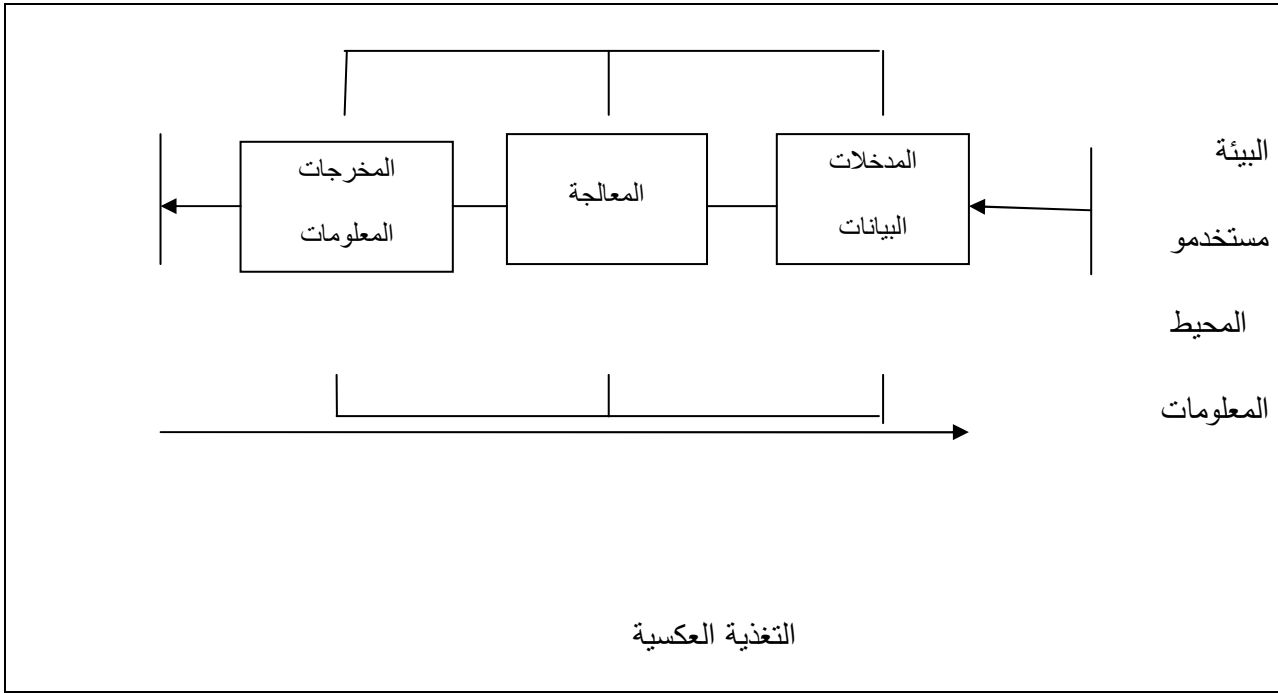 البيئة
مستخدمو
المحيط
المعلومات
المدخلات
البيانات
المعالجة
المخرجات
المعلومات
التغذية العكسية